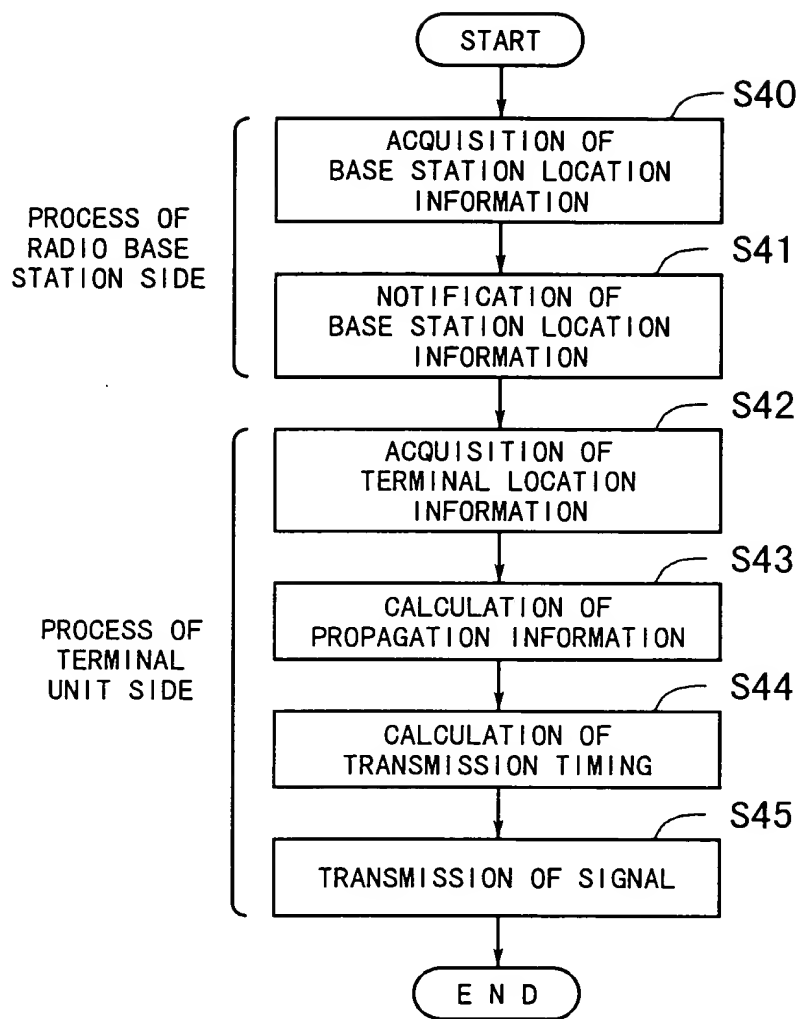 START
S40
ACQUISITION OF
BASE STATION LOCATION
INFORMATION
PROCESS OF
RADIO BASE
STATION SIDE
S41
NOTIFICATION OF
BASE STATION LOCATION
INFORMATION
S42
ACQUISITION OF
TERMINAL LOCATION
INFORMATION
S43
CALCULATION OF
PROPAGATION INFORMATION
PROCESS OF
TERMINAL
UNIT SIDE
S44
CALCULATION OF
TRANSMISSION TIMING
S45
TRANSMISSION OF SIGNAL
END